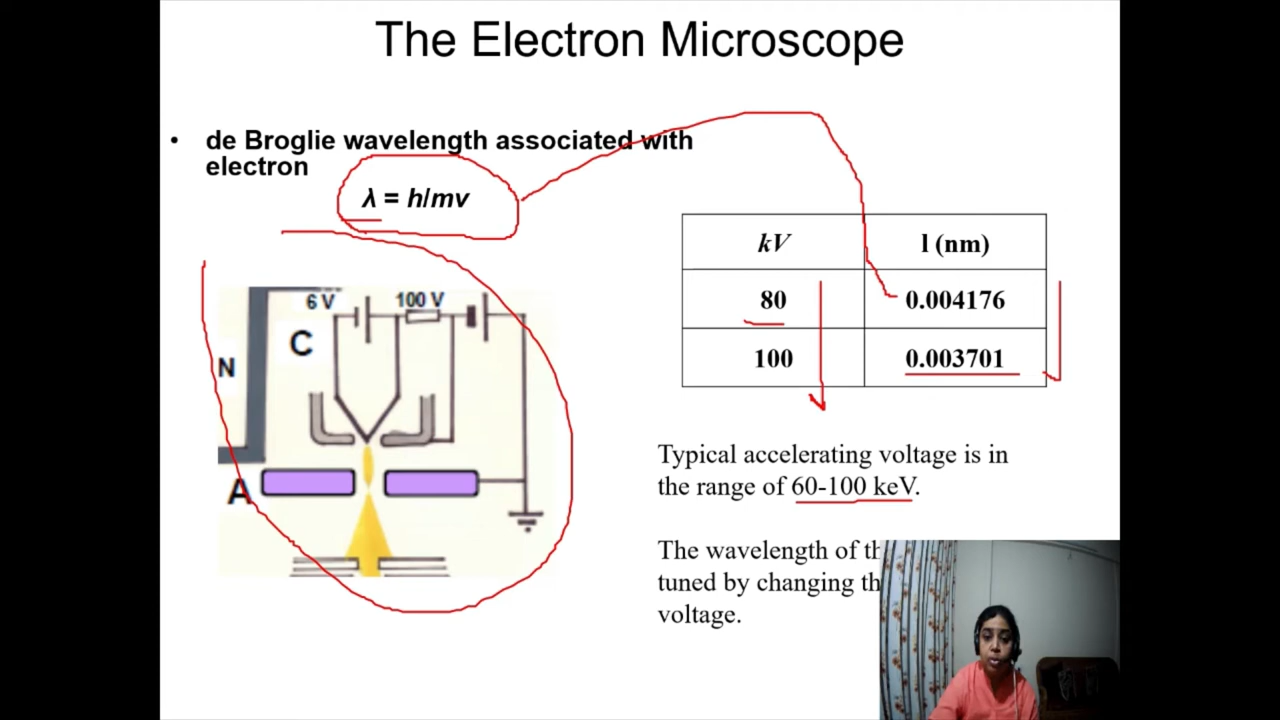 The Electron Microscope
• de Broglie wavelength associated with
electron
λ = h/mv
kV l (nm)
80 0.004176
100 0.003701
6 V 100 V
C
N
A
Typical accelerating voltage is in
the range of 60-100 keV.
The wavelength of
tuned by changing
voltage.